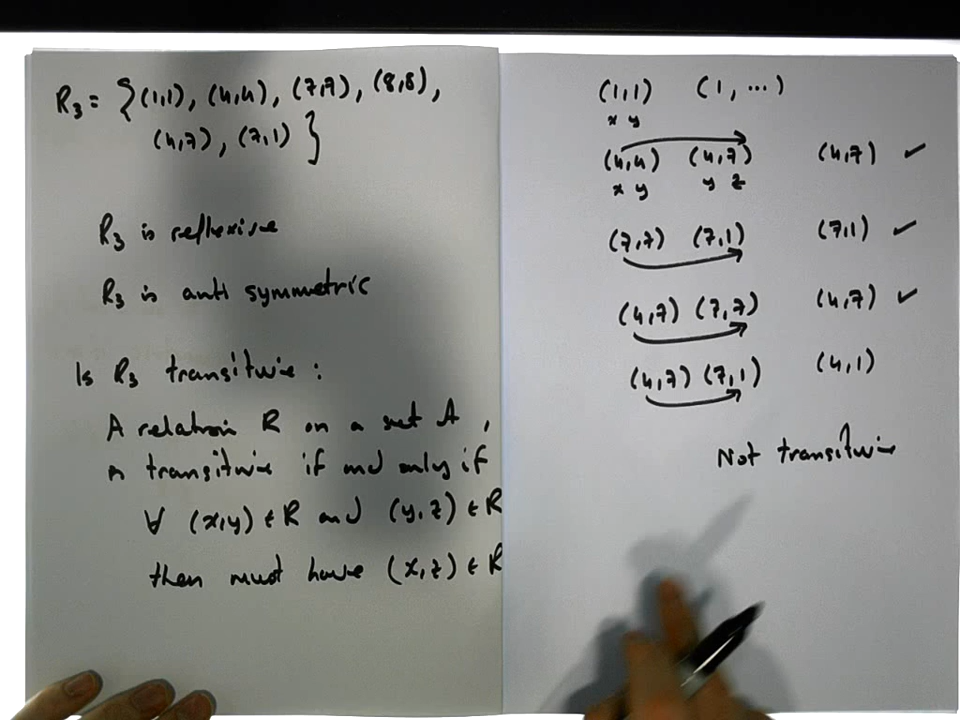 R₃ = {(1,1), (4,4), (7,7), (8,8),
(4,7), (7,1)}
R₃ is reflexive
R₃ is anti symmetric
Is R₃ transitive :
A relation R on a set A ,
is transitive if and only if
∀ (x,y) ∈ R and (y,z) ∈ R
then must have (x,z) ∈ R
(1,1) (1, ...)
x y
(4,4) (4,7) (4,7) ✓
x y y z
(7,7) (7,1) (7,1) ✓
(4,7) (7,7) (4,7) ✓
(4,7) (7,1) (4,1)
Not transitive